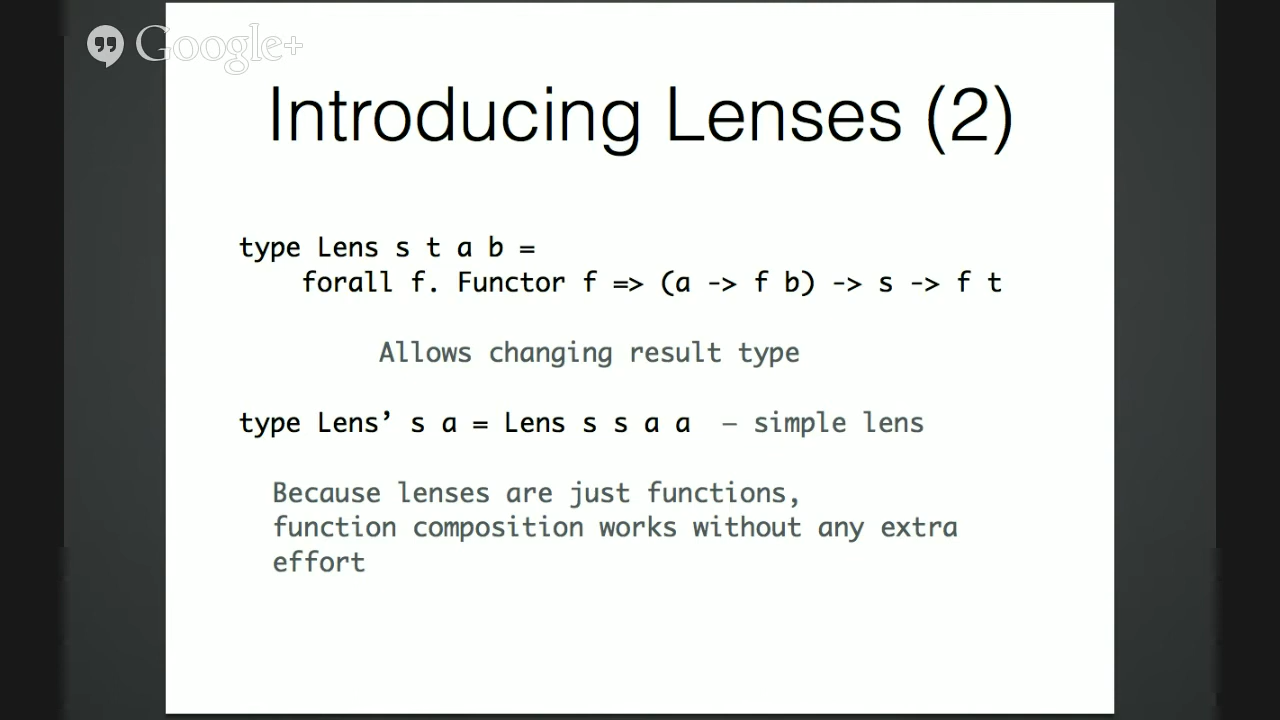 Google+
Introducing Lenses (2)
type Lens s t a b =
forall f. Functor f => (a -> f b) -> s -> f t
Allows changing result type
type Lens’ s a = Lens s s a a – simple lens
Because lenses are just functions,
function composition works without any extra
effort